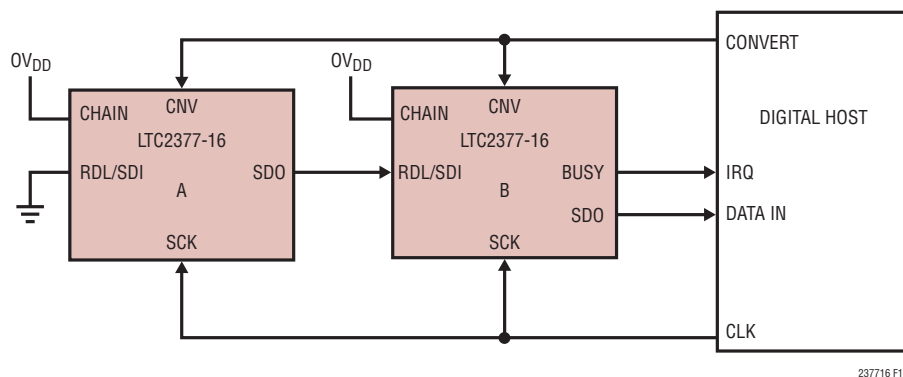 CONVERT
OVDD
OVDD
CHAIN
CNV
CHAIN
CNV
DIGITAL HOST
LTC2377-16
LTC2377-16
RDL/SDI
SDO
RDL/SDI
BUSY
IRQ
A
B
SDO
DATA IN
SCK
SCK
CLK
237716 F1